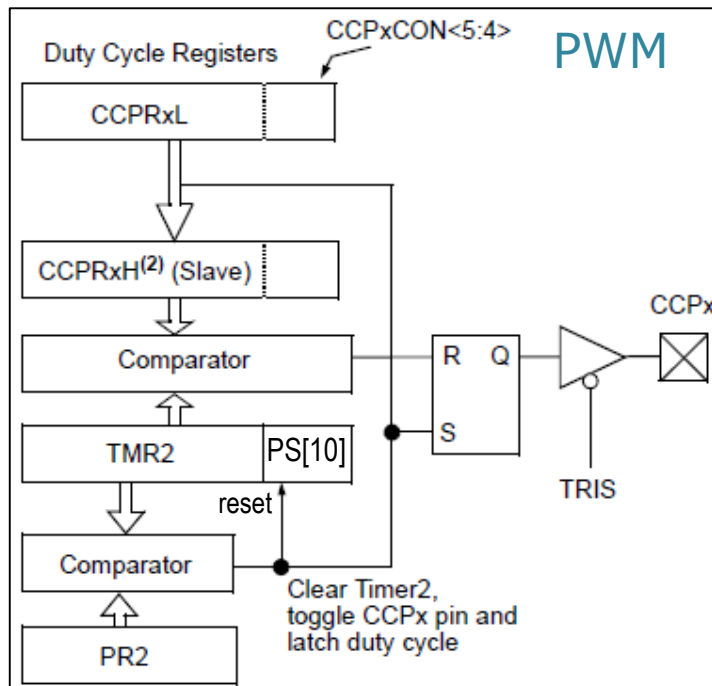 CCPxCON<5:4>
PWM
Duty Cycle Registers
CCPRxL
CCPRxH(2) (Slave)
CCPx
Comparator
R Q
S
TMR2 PS[10]
reset
TRIS
Comparator
Clear Timer2,
toggle CCPx pin and
latch duty cycle
PR2